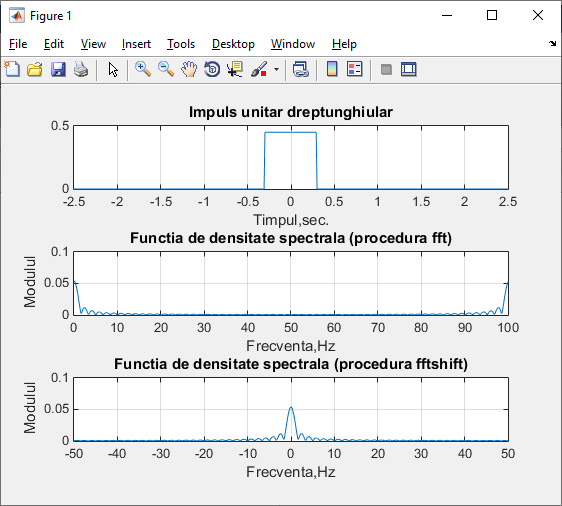 Figure 1
File Edit View Insert Tools Desktop Window Help
Impuls unitar dreptunghiular
0.5
0
-2.5 -2 -1.5 -1 -0.5 0 0.5 1 1.5 2 2.5
Timpul,sec.
Functia de densitate spectrala (procedura fft)
Modulul
0.1
0.05
0
0 10 20 30 40 50 60 70 80 90 100
Frecventa,Hz
Functia de densitate spectrala (procedura fftshift)
Modulul
0.1
0.05
0
-50 -40 -30 -20 -10 0 10 20 30 40 50
Frecventa,Hz